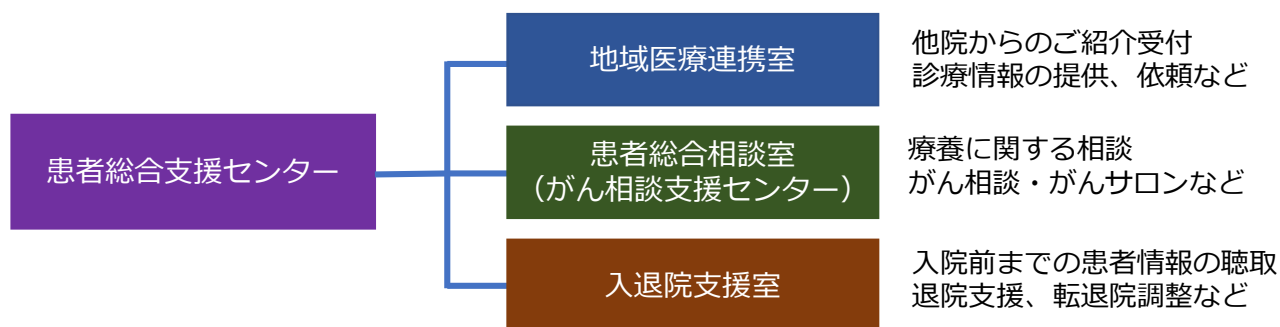 患者総合支援センター
地域医療連携室
他院からのご紹介受付
診療情報の提供、依頼など
患者総合相談室
（がん相談支援センター）
療養に関する相談
がん相談・がんサロンなど
入退院支援室
入院前までの患者情報の聴取
退院支援、転退院調整など